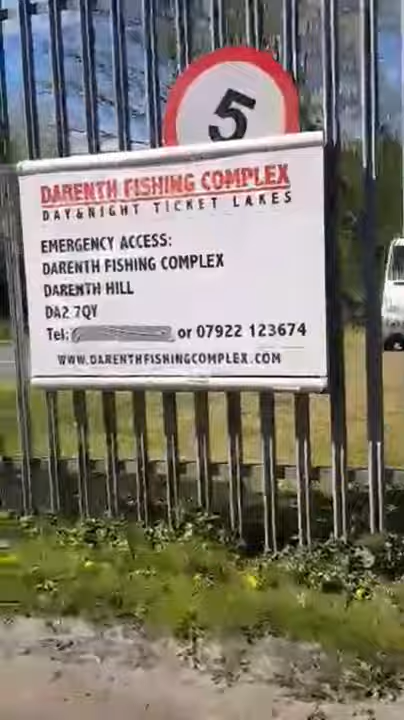 5
DARENTH FISHING COMPLEX
DAY&NIGHT TICKET LAKES
EMERGENCY ACCESS:
DARENTH FISHING COMPLEX
DARENTH HILL
DA2 7QY
Tel: or 07922 123674
WWW.DARENTHFISHINGCOMPLEX.COM